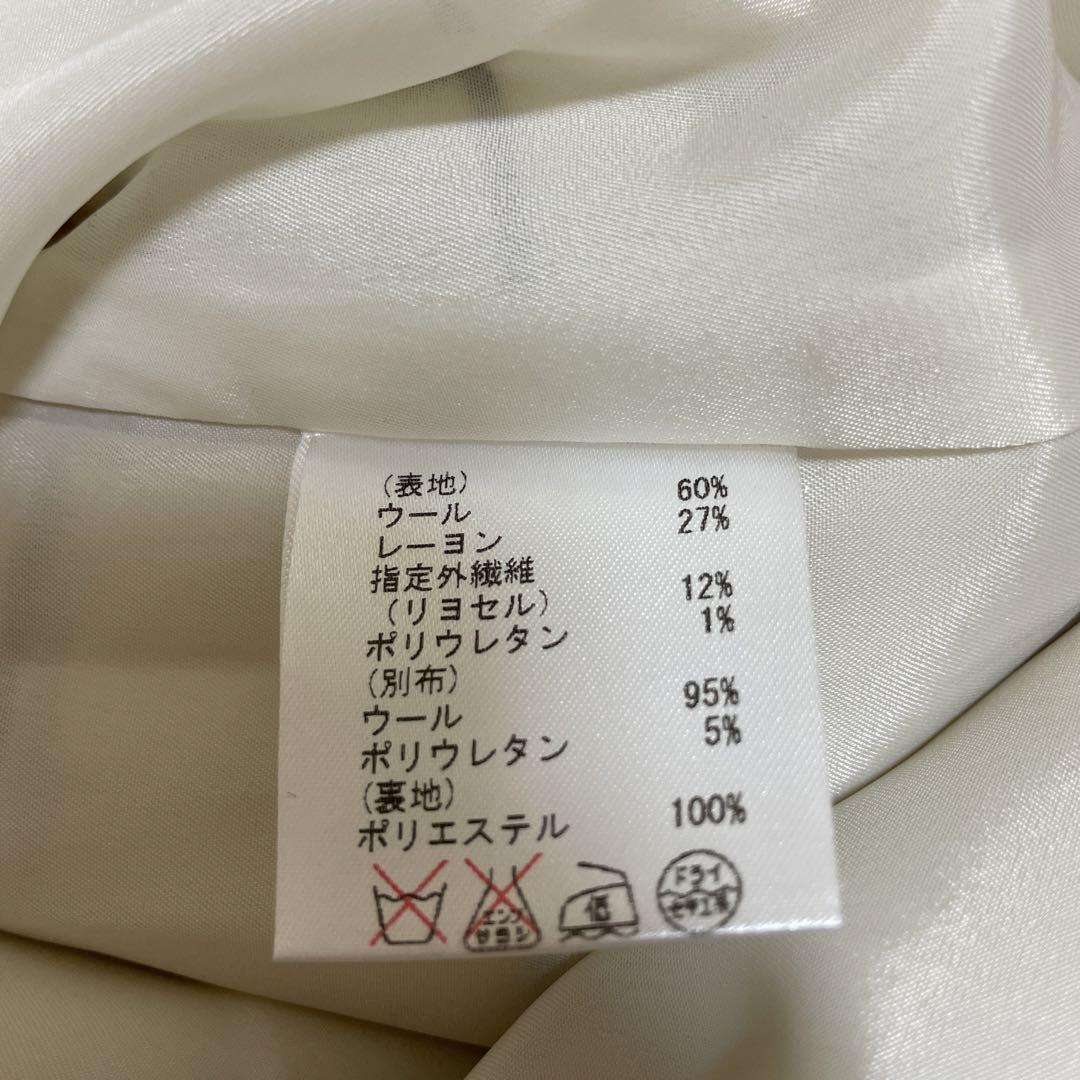 (表地)
ウール 60%
レーヨン 27%
指定外繊維
(リヨセル) 12%
ポリウレタン 1%
(別布)
ウール 95%
ポリウレタン 5%
(裏地)
ポリエステル 100%
エンソ
サラシ
低
ドライ
セキユ系